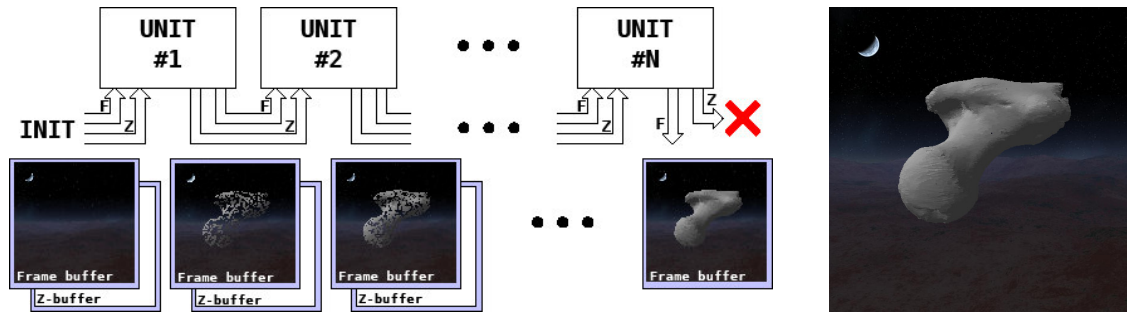 UNIT
#1
UNIT
#2
UNIT
#N
F
F
F
Z
INIT
Z
Z
Z
F
Frame buffer
Frame buffer
Frame buffer
Frame buffer
Z-buffer
Z-buffer
Z-buffer